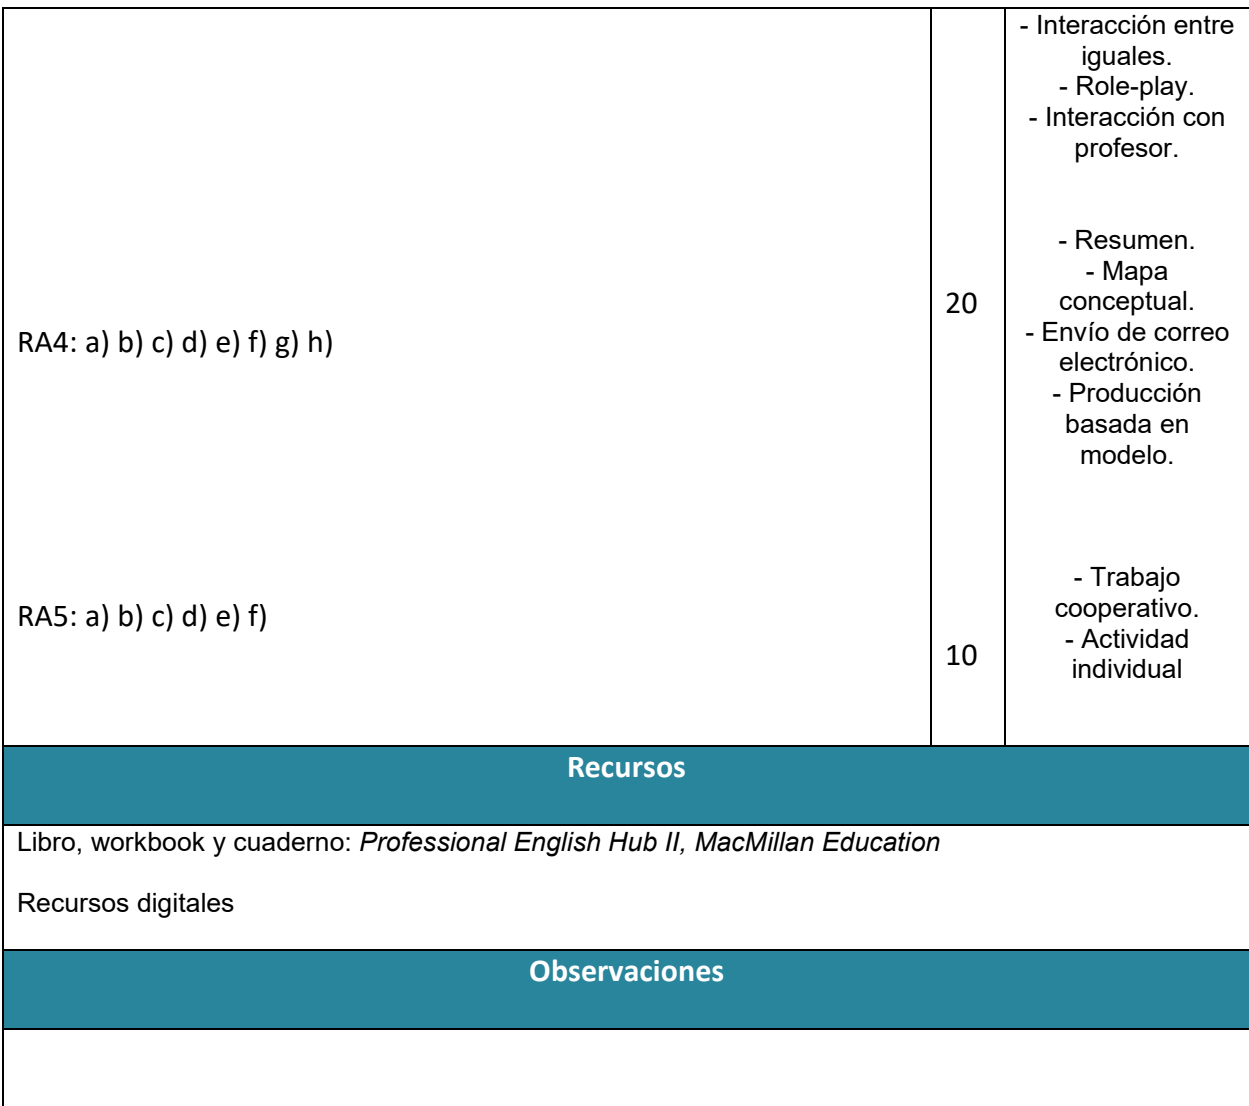 - Interacción entre
iguales.
- Role-play.
- Interacción con
profesor.
RA4: a) b) c) d) e) f) g) h)
20
- Resumen.
- Mapa
conceptual.
- Envío de correo
electrónico.
- Producción
basada en
modelo.
RA5: a) b) c) d) e) f)
10
- Trabajo
cooperativo.
- Actividad
individual
Recursos
Libro, workbook y cuaderno: Professional English Hub II, MacMillan Education
Recursos digitales
Observaciones